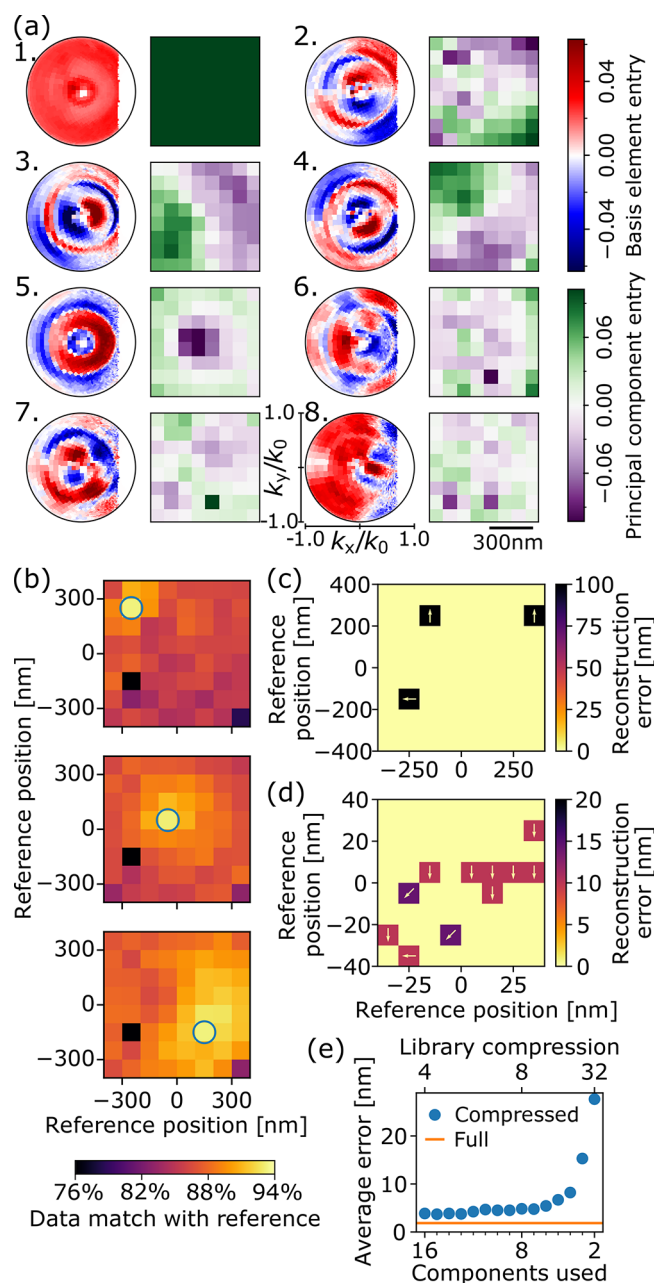 (a)
1.
2.
3.
4.
5.
6.
7.
8.
1.0
k_y/k_0
-1.0
-1.0 k_x/k_0 1.0
300nm
0.04
0.00
−0.04
Basis element entry
0.06
0.00
−0.06
Principal component entry
(b)
300
0
−300
300
0
−300
300
0
−300
Reference position [nm]
−300 0 300
Reference position [nm]
76% 82% 88% 94%
Data match with reference
(c)
400
200
0
−200
−400
Reference
position [nm]
−250 0 250
100
75
50
25
0
Reconstruction
error [nm]
(d)
40
20
0
−20
−40
Reference
position [nm]
−25 0 25
Reference position [nm]
20
15
10
5
0
Reconstruction
error [nm]
(e)
Library compression
4 8 32
Average error [nm]
20
10
0
Compressed
Full
16 8 2
Components used